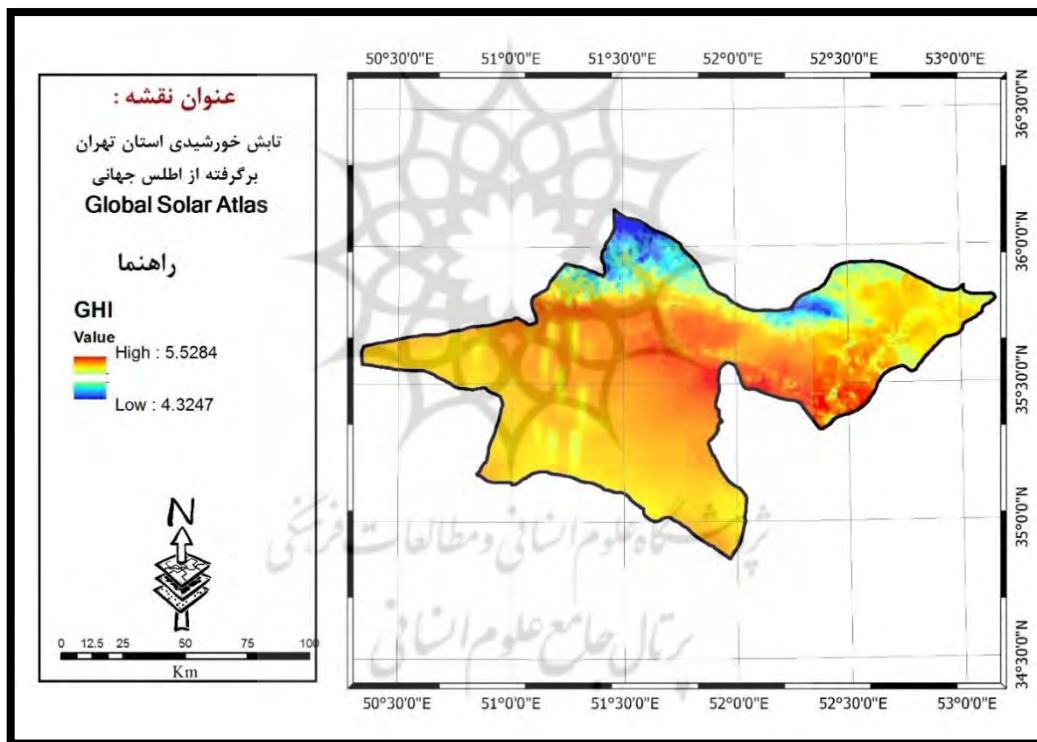 عنوان نقشه :
تابش خورشیدی استان تهران
برگرفته از اطلس جهانی
Global Solar Atlas
راهنما
GHI
Value
High : 5.5284
Low : 4.3247
N
0 12.5 25 50 75 100
Km
50°30'0"E 51°0'0"E 51°30'0"E 52°0'0"E 52°30'0"E 53°0'0"E
36°30'0"N
36°0'0"N
35°30'0"N
35°0'0"N
34°30'0"N
50°30'0"E 51°0'0"E 51°30'0"E 52°0'0"E 52°30'0"E 53°0'0"E
پژوهشگاه علوم انسانی و مطالعات فرهنگی
پرتال جامع علوم انسانی